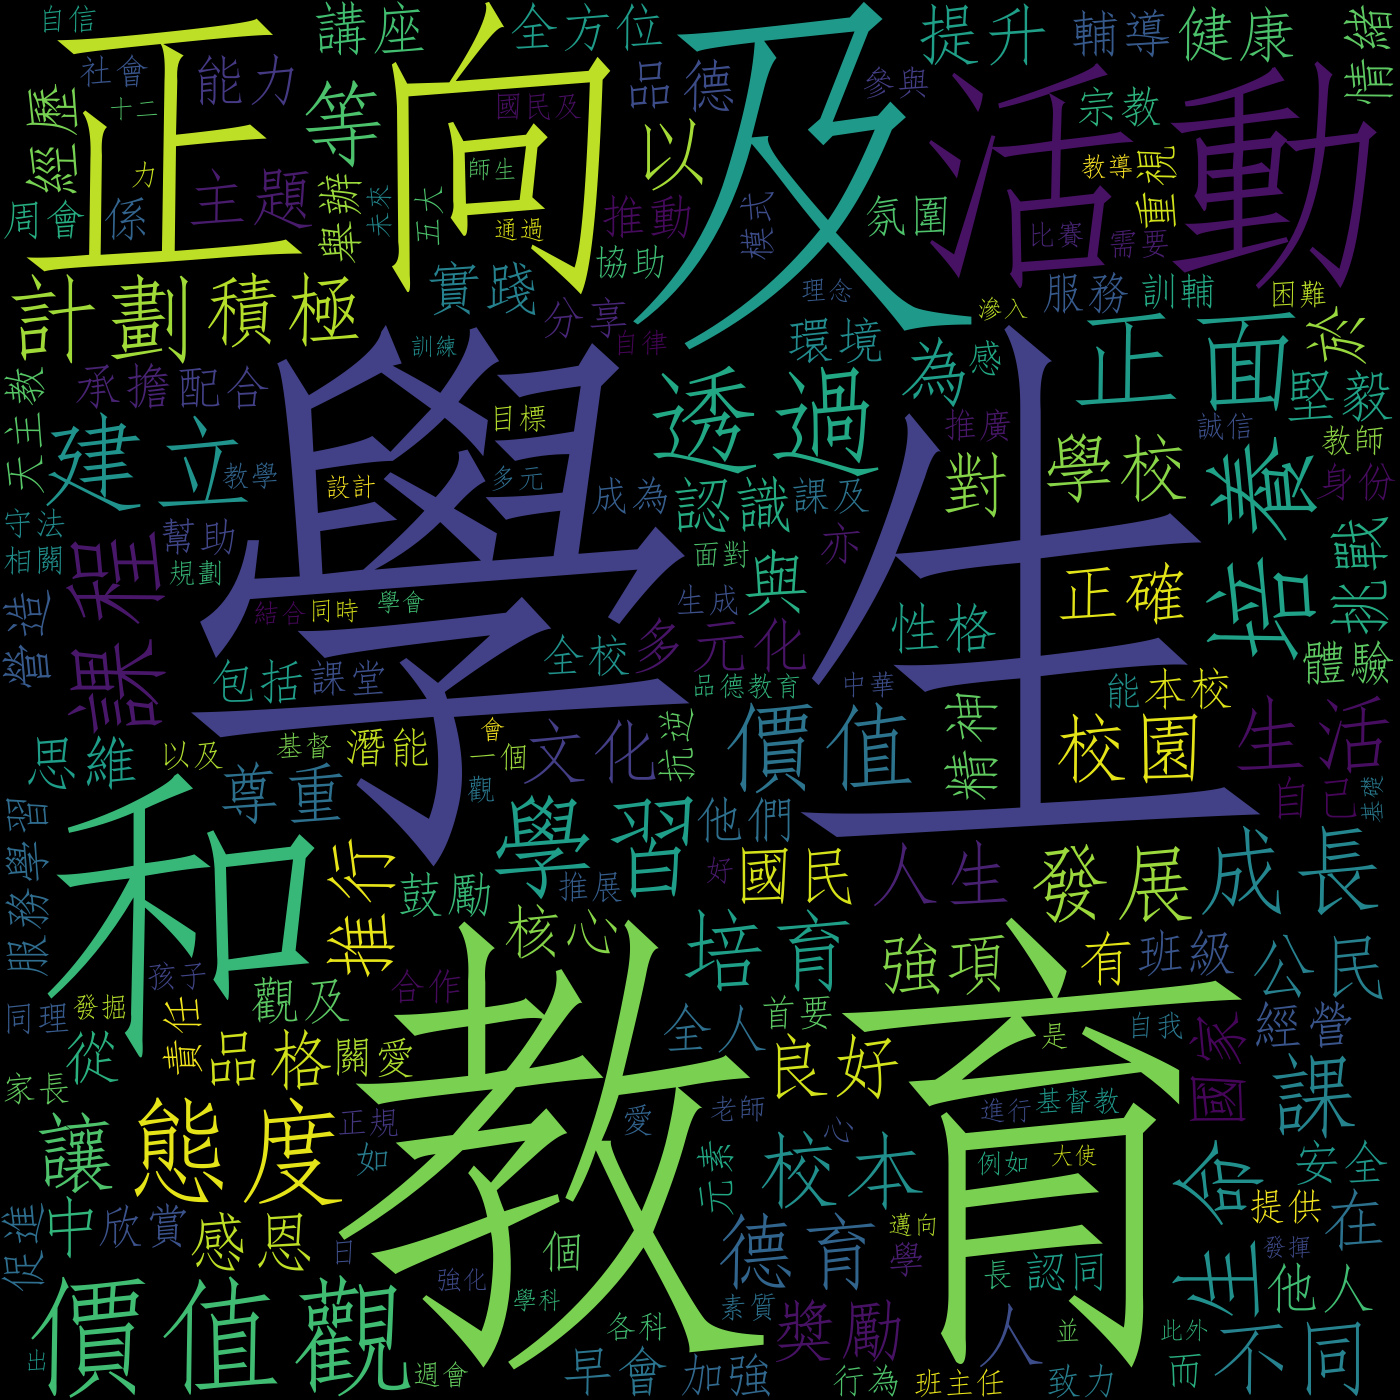 自信
正向及活動
講座
全方位
提升
輔導
健康
情緒
社會
能力
經歷
十二
等
國民及
品德
參與
宗教
以
力
主題
舉辦
師生
教導
重視
周會
係
未來
五大
通過
推動
模式
氛圍
比賽
需要
計劃
積極
實踐
協助
理念
服務
訓輔
困難
分享
滲入
於
自律
訓練
環境
為
感
正面
承擔
配合
透過
天主教
學生
目標
推廣
誠信
堅毅
教師
建立
對
學校
教學
設計
多元
成為
認識
課及
培養
身份
守法
幫助
面對
亦
挑戰
相關
課程
規劃
與
正確
結合
同時
學會
生成
營造
性格
體驗
全校
多元化
包括
課堂
品德教育
中華
能
本校
精神
思維
以及
基督
潛能
會
一個
文化
抗逆
價值
校園
生活
尊重
觀
自己
基礎
和
學習
他們
服務學習
推行
鼓勵
推展
好
國民
人生
發展
成長
核心
培育
強項
有
班級
公民
孩子
合作
同理
發掘
責任
觀及
全人
首要
是
自我
國家
經營
從
品格
關愛
良好
家長
教育
愛
老師
心
進行
基督教
課
讓
態度
正規
如
元素
校本
例如
大使
生命
安全
促進
中
欣賞
感恩
日
個
德育
邁向
學
長
認同
提供
在
發揮
他人
強化
學科
素質
價值觀
各科
獎勵
人
並
此外
不同
出
週會
早會
加強
行為
班主任
致力
而